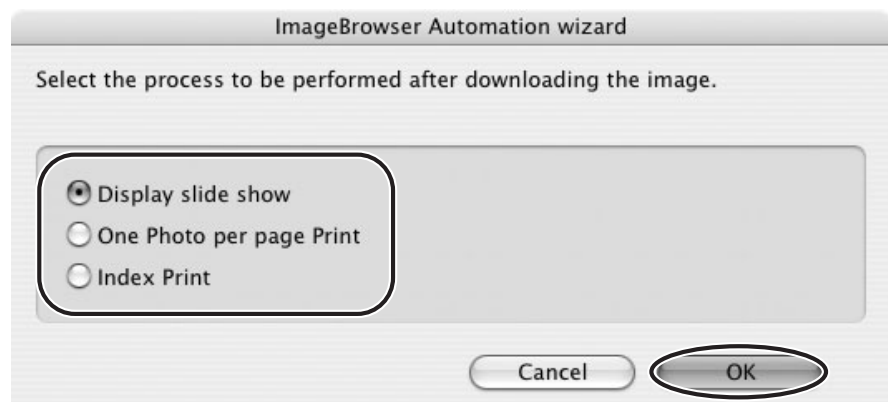 ImageBrowser Automation wizard
Select the process to be performed after downloading the image.
Display slide show
One Photo per page Print
Index Print
Cancel OK